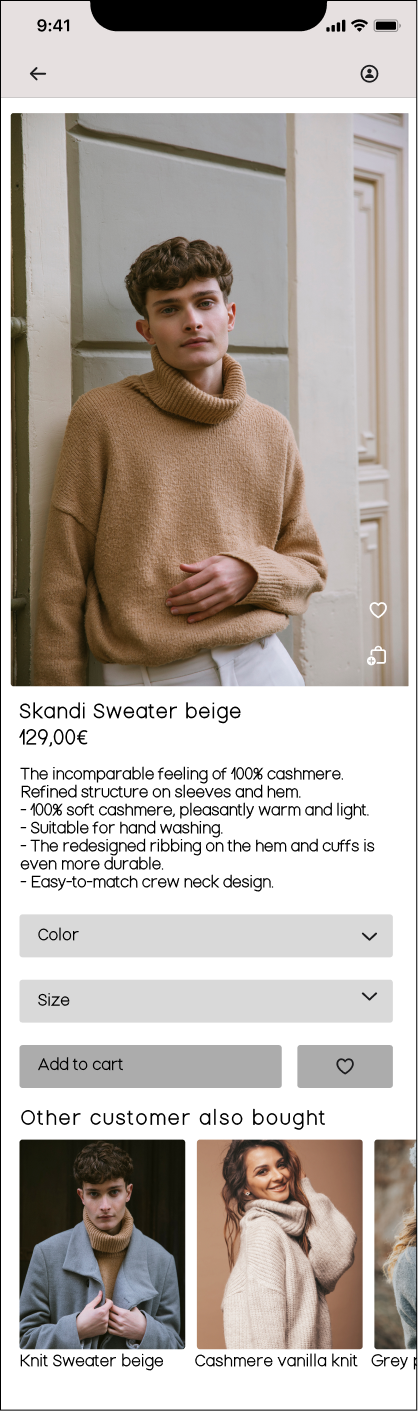 9:41
Skandi Sweater beige
129,00€
The incomparable feeling of 100% cashmere.
Refined structure on sleeves and hem.
- 100% soft cashmere, pleasantly warm and light.
- Suitable for hand washing.
- The redesigned ribbing on the hem and cuffs is
even more durable.
- Easy-to-match crew neck design.
Color
Size
Add to cart
Other customer also bought
Knit Sweater beige
Cashmere vanilla knit
Grey